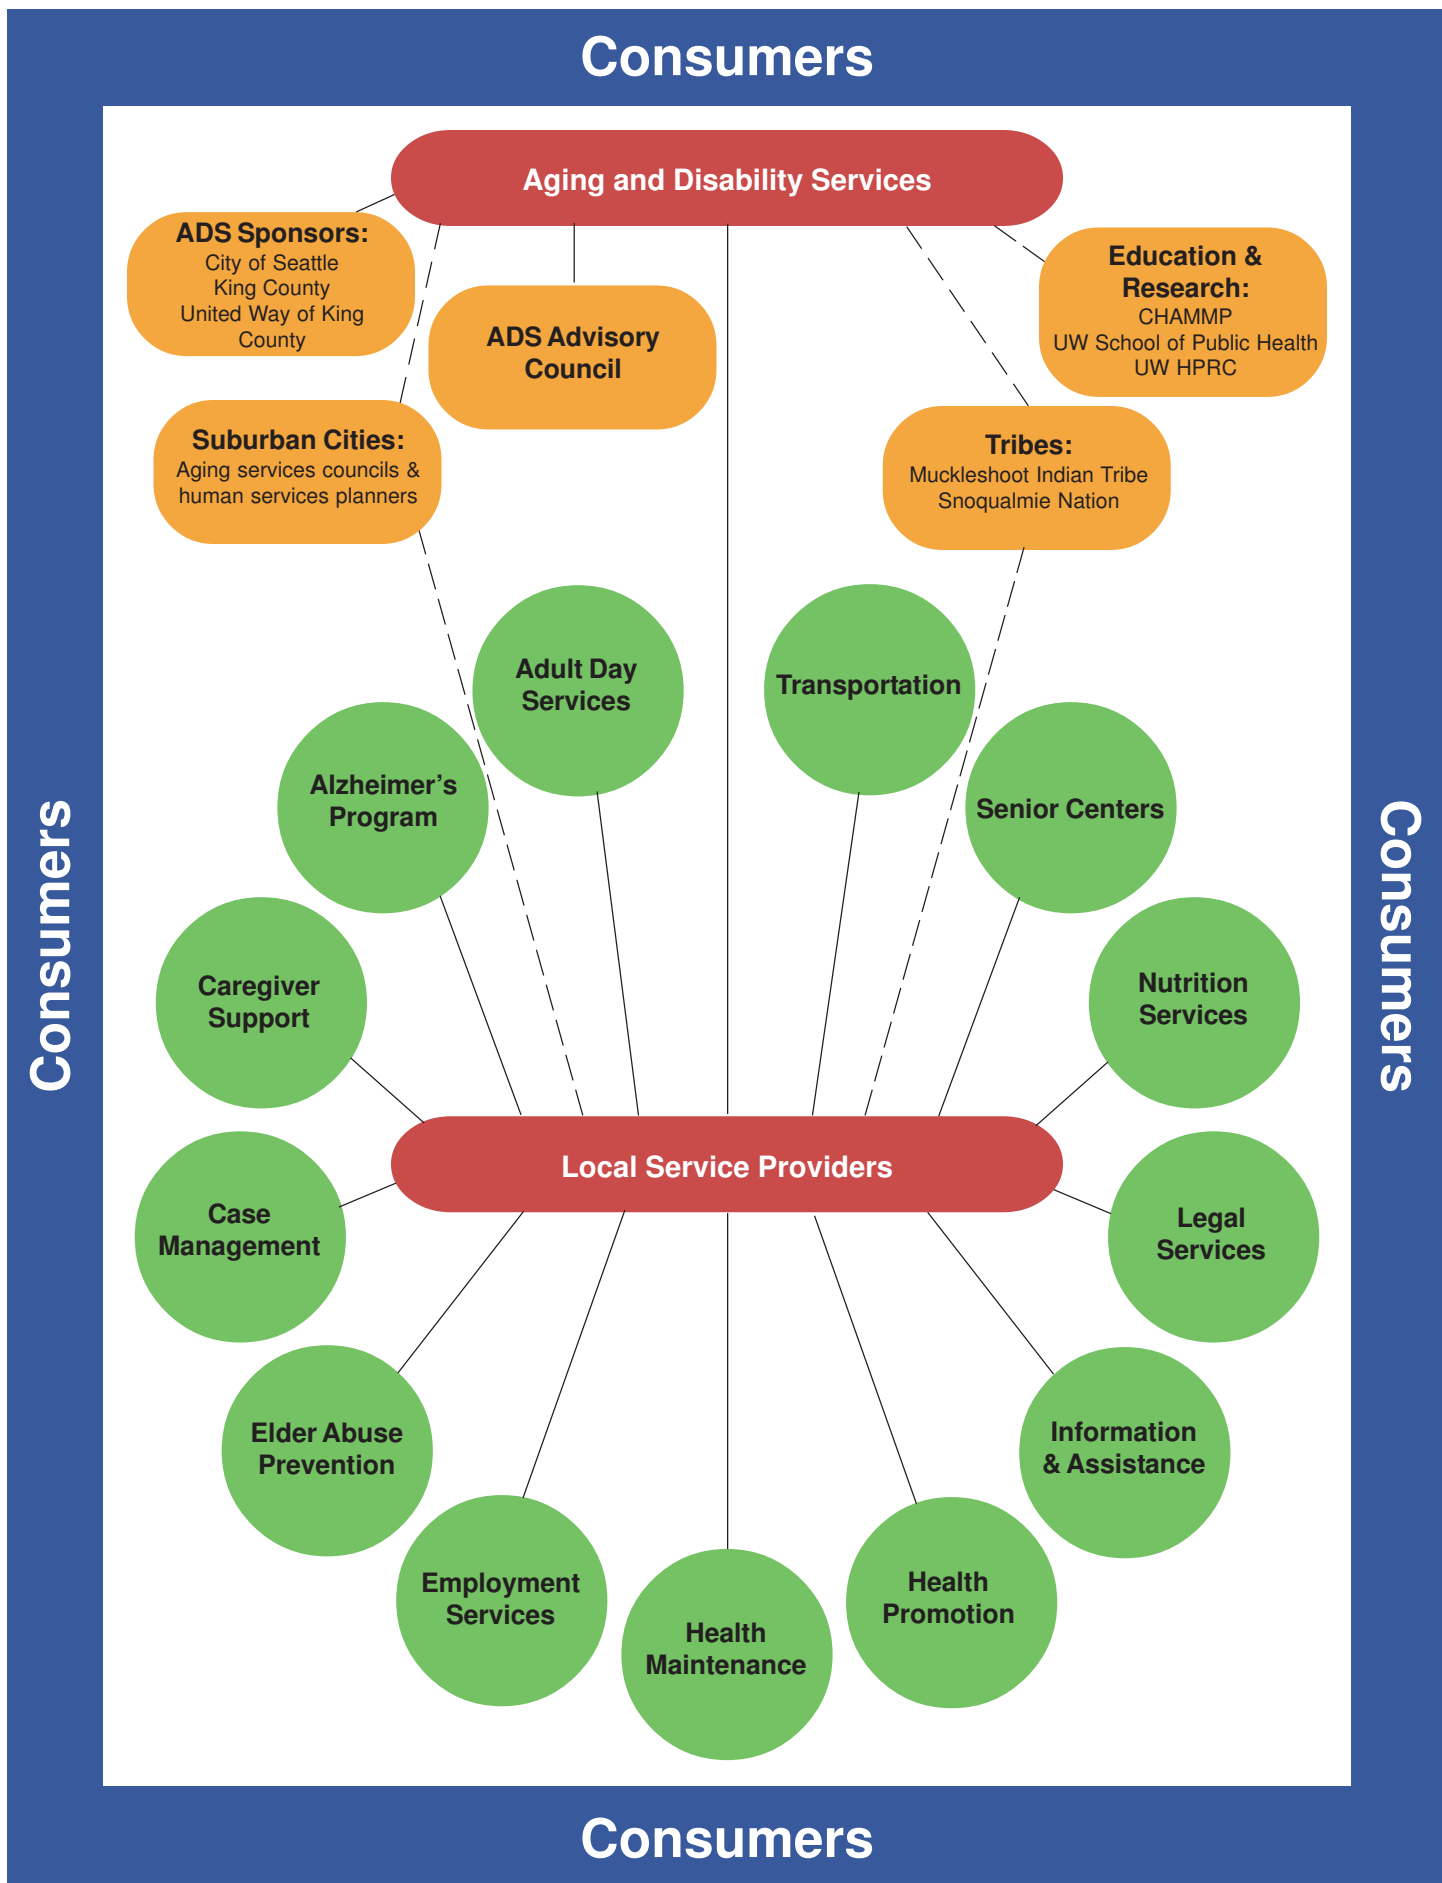 Consumers
Aging and Disability Services
ADS Sponsors:
City of Seattle
King County
United Way of King
County
ADS Advisory
Council
Education &
Research:
CHAMMP
UW School of Public Health
UW HPRC
Suburban Cities:
Aging services councils &
human services planners
Tribes:
Muckleshoot Indian Tribe
Snoqualmie Nation
Adult Day
Services
Transportation
Alzheimer's
Program
Senior Centers
Consumers
Consumers
Caregiver
Support
Nutrition
Services
Local Service Providers
Case
Management
Legal
Services
Elder Abuse
Prevention
Information
& Assistance
Employment
Services
Health
Promotion
Health
Maintenance
Consumers